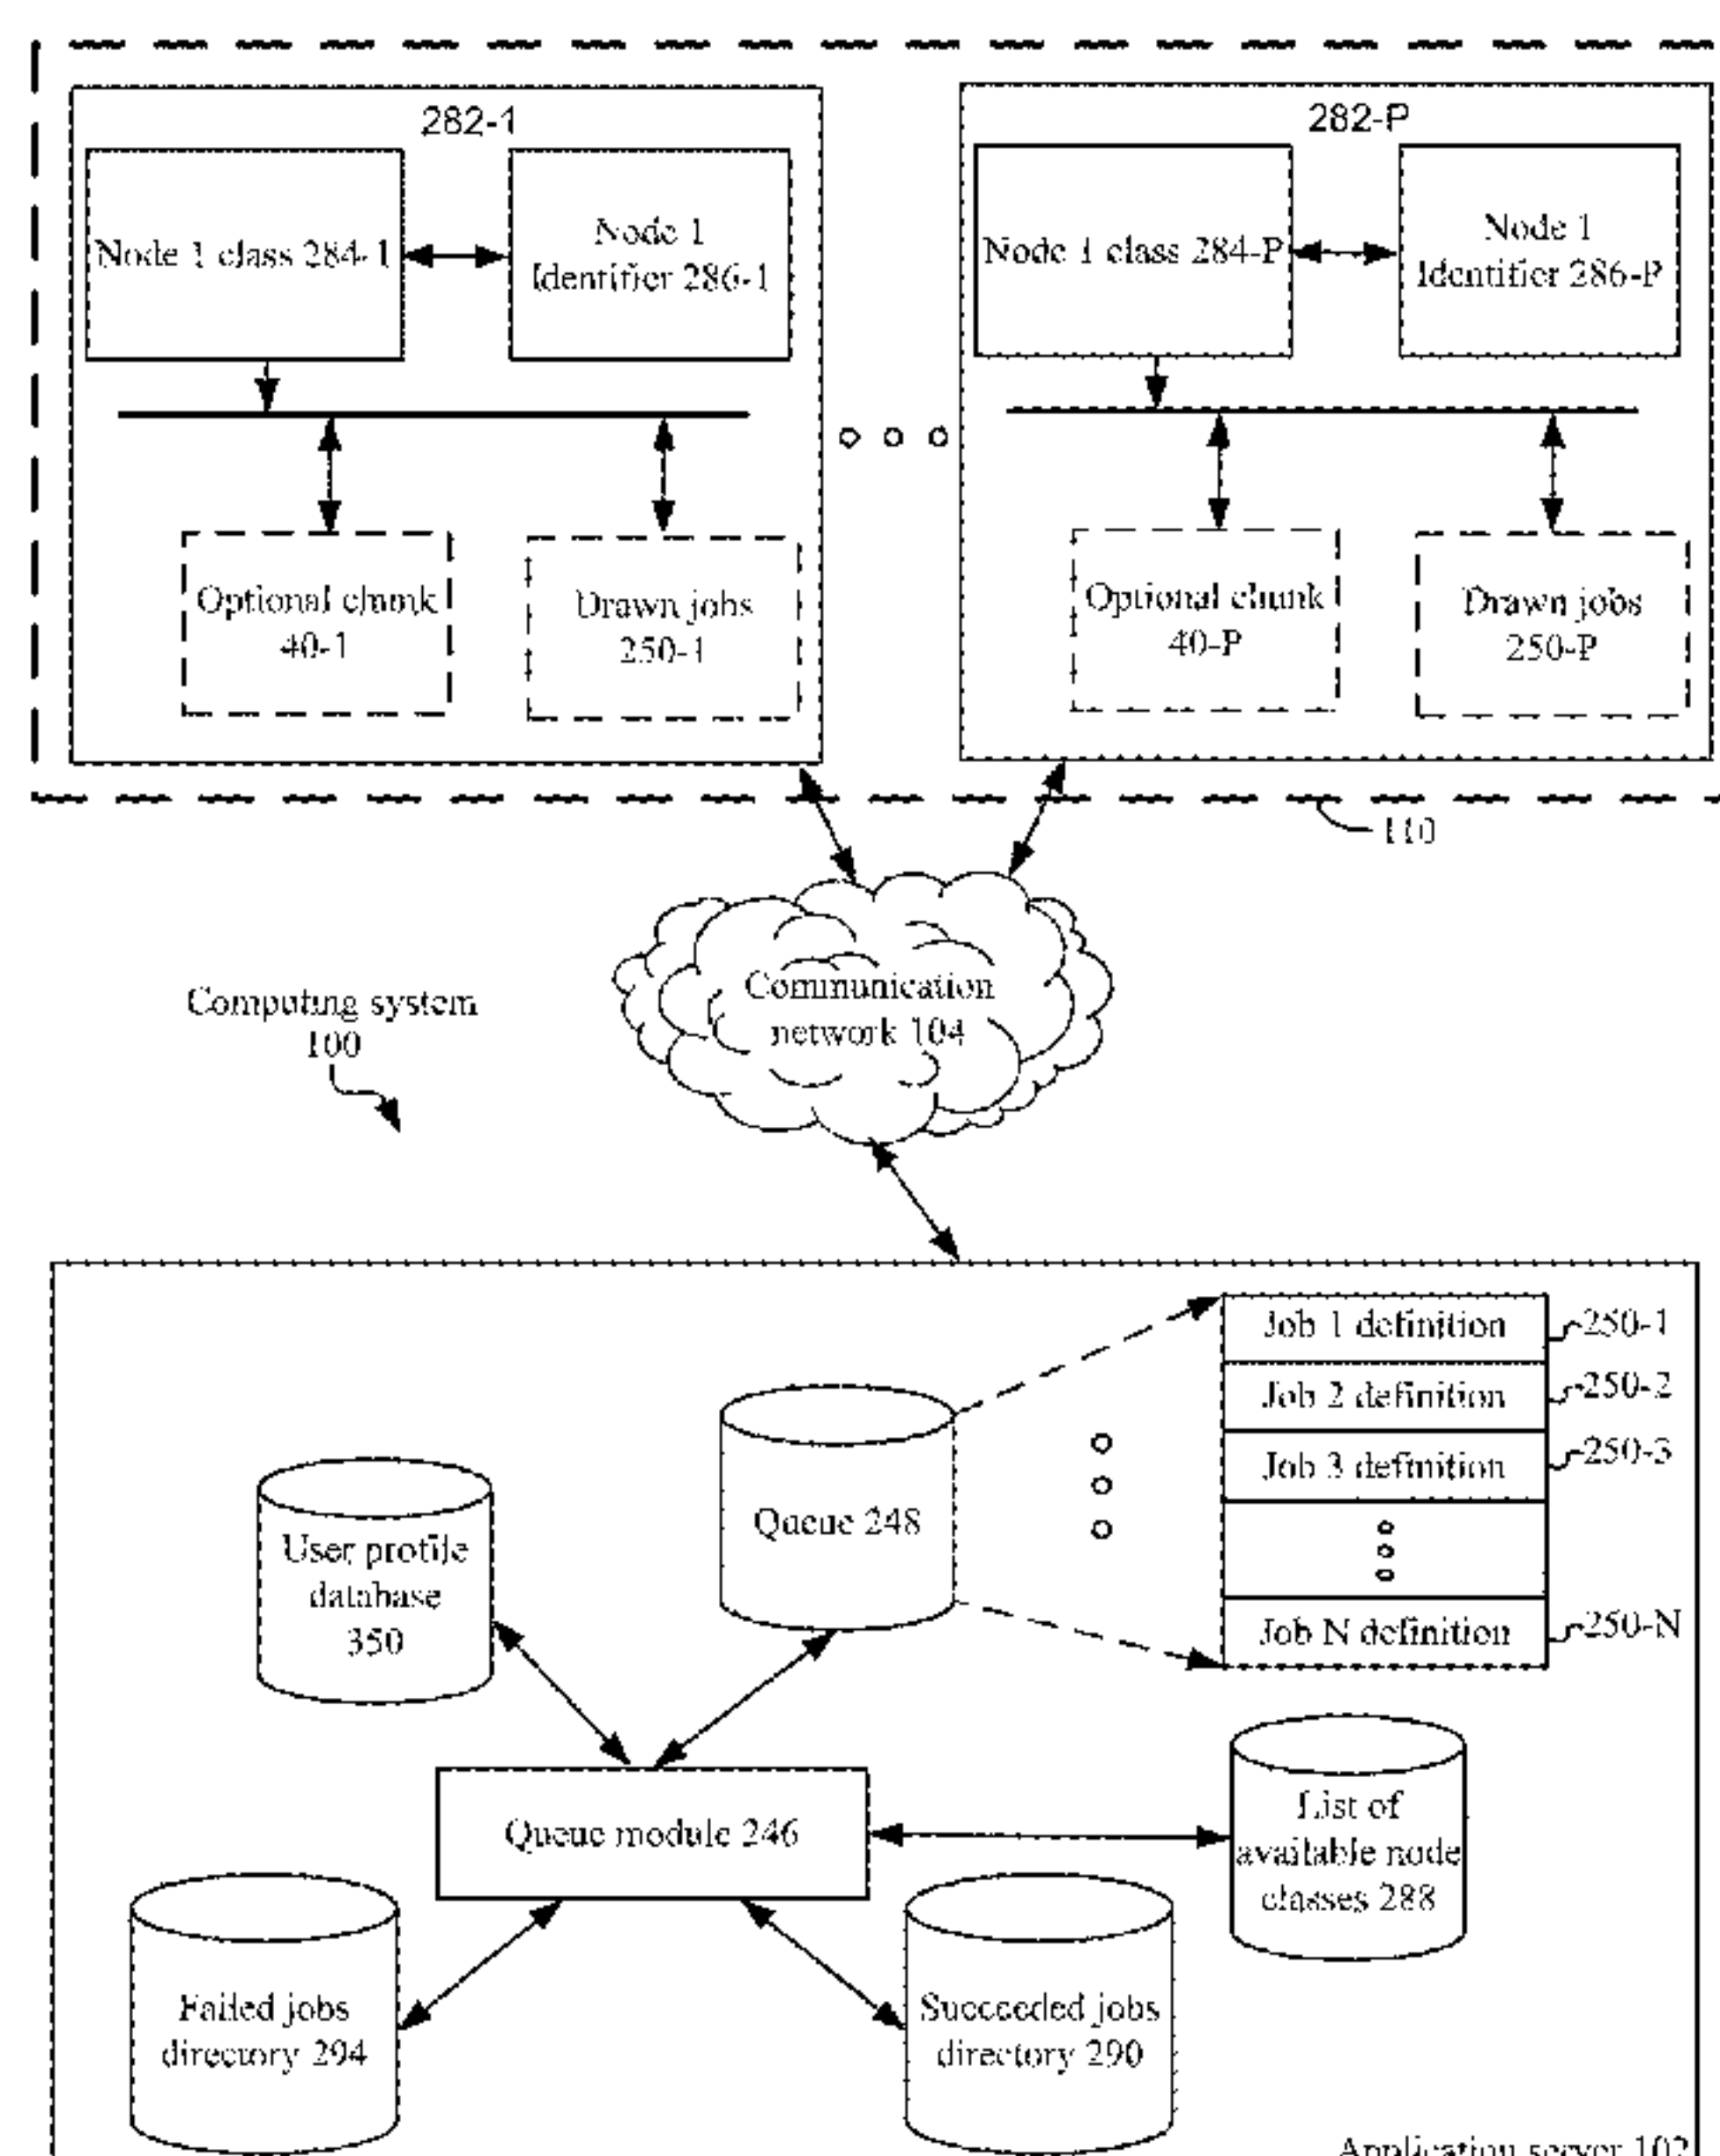 282-1
282-P
Node 1 class 284-1
Node 1
Identifier 286-1
Node 1 class 284-P
Node 1
Identifier 286-P
Optional chunk
40-1
Drawn jobs
250-1
Optional chunk
40-P
Drawn jobs
250-P
110
Communication
network 104
Computing system
100
Job 1 definition
250-1
Job 2 definition
250-2
Job 3 definition
250-3
Job N definition
250-N
Queue 248
User profile
database
350
Queue module 246
List of
available node
classes 288
Failed jobs
directory 294
Succeeded jobs
directory 290
Application server 102